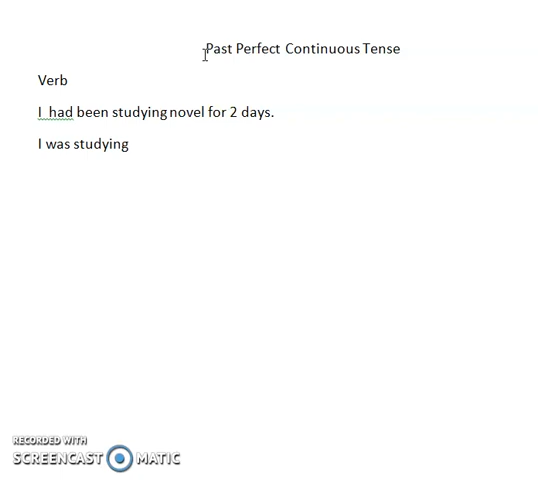 Past Perfect Continuous Tense
Verb
I  had been studying novel for 2 days.
I was studying
RECORDED WITH
SCREENCAST MATIC